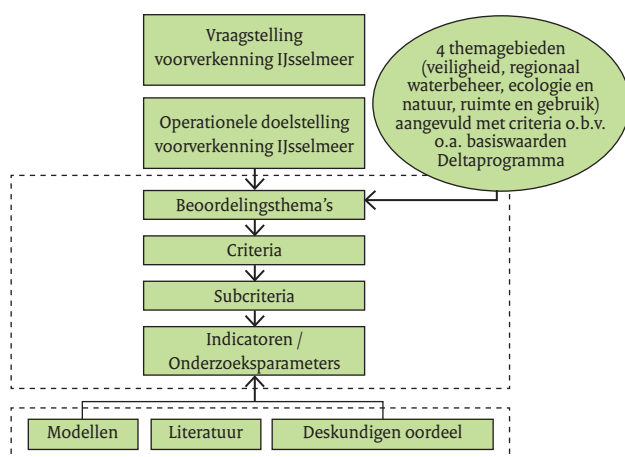 Vraagstelling
voorverkenning IJsselmeer
4 themagebieden
(veiligheid, regionaal
waterbeheer, ecologie en
natuur, ruimte en gebruik)
aangevuld met criteria o.b.v.
o.a. basiswaarden
Deltaprogramma
Operationele doelstelling
voorverkenning IJsselmeer
Beoordelingsthema's
Criteria
Subcriteria
Indicatoren /
Onderzoeksparameters
Modellen
Literatuur
Deskundigen oordeel